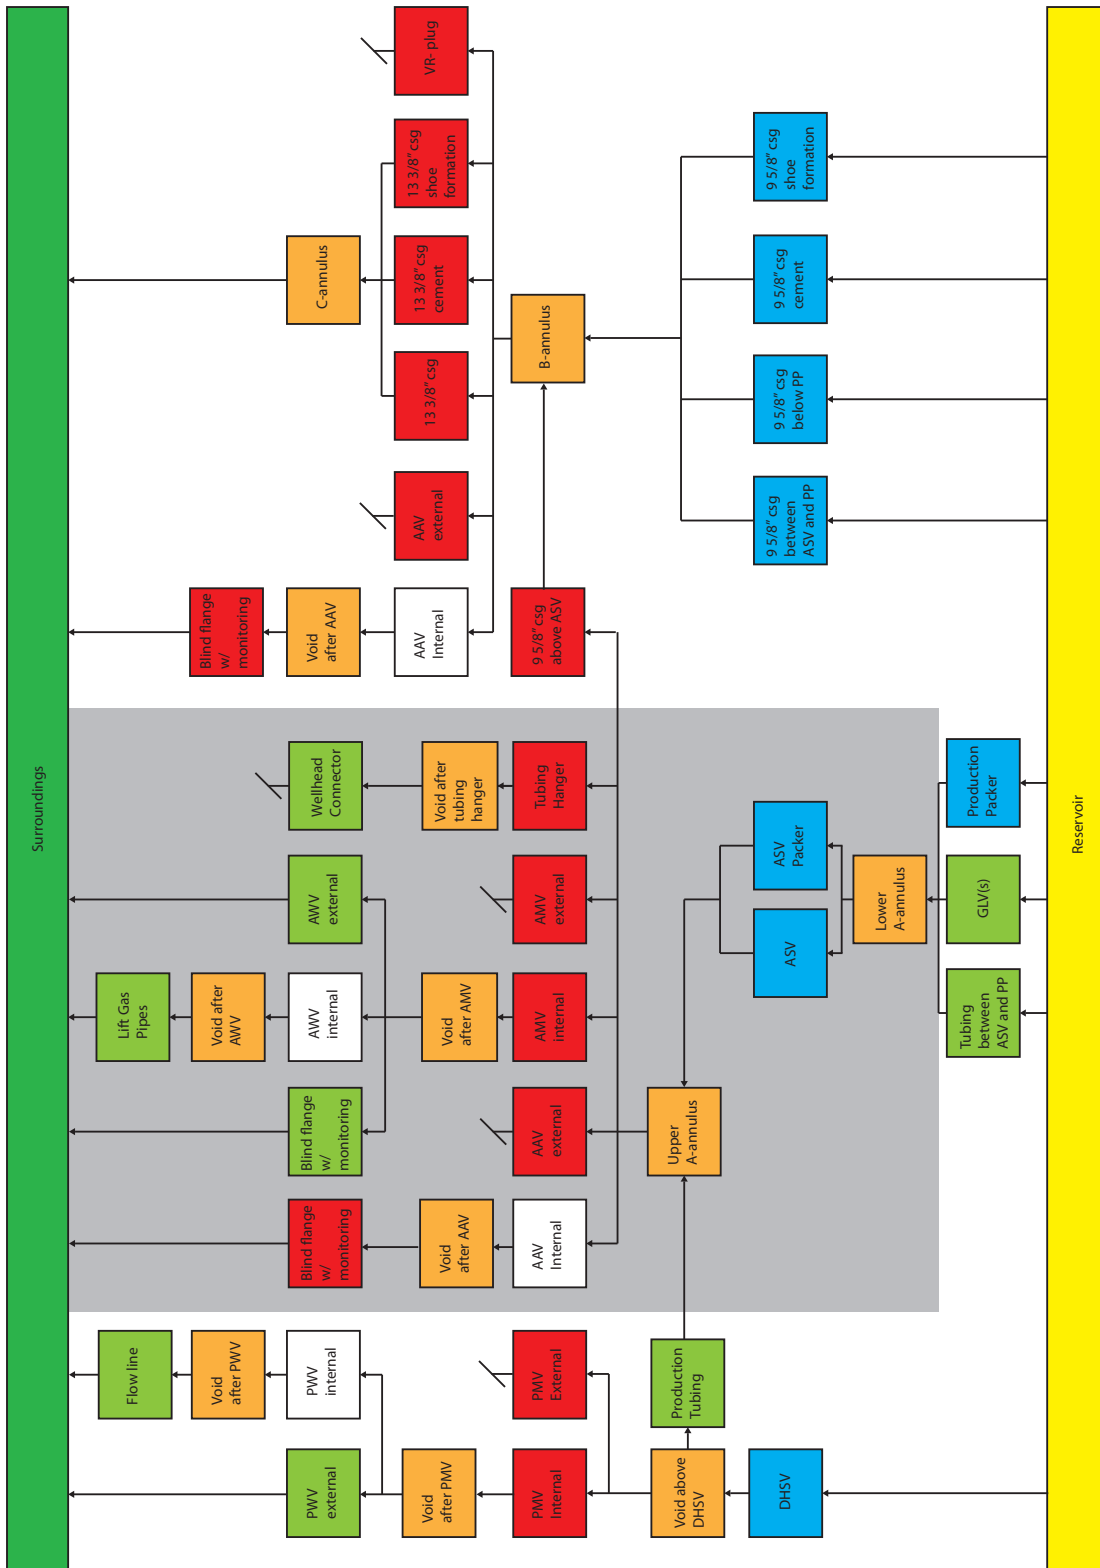 Surroundings
Flow line
Void
after PWV
PWV
internal
PWV
external
Void
after PMV
PMV
External
PMV
Internal
Production
Tubing
Void above
DHSV
DHSV
Lift Gas
Pipes
Void after
AWV
Wellhead
Connector
AWV
external
AWV
internal
Blind flange
w/
monitoring
Blind flange
w/
monitoring
Void after
tubing
hanger
Void
after AMV
Void
after AAV
Tubing
Hanger
AMV
external
AMV
internal
AAV
external
AAV
Internal
Upper
A-annulus
ASV
Packer
ASV
Lower
A-annulus
Production
Packer
GLV(s)
Tubing
between
ASV and PP
Blind flange
w/
monitoring
Void
after AAV
AAV
Internal
C-annulus
VR- plug
13 3/8” csg
shoe
formation
13 3/8” csg
cement
13 3/8” csg
AAV
external
B-annulus
9 5/8” csg
above ASV
9 5/8” csg
shoe
formation
9 5/8” csg
cement
9 5/8” csg
below PP
9 5/8” csg
between
ASV and PP
Reservoir